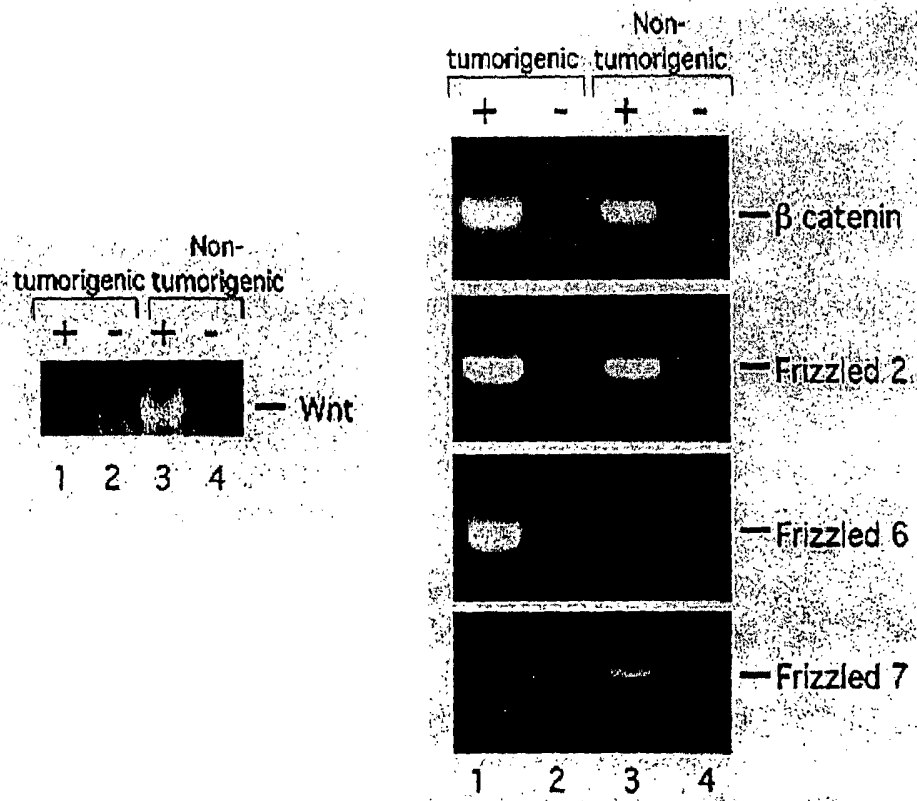 Non-
tumorigenic tumorigenic
+ - + -
Wnt
1 2 3 4
Non-
tumorigenic tumorigenic
+ - + -
β catenin
Frizzled 2
Frizzled 6
Frizzled 7
1 2 3 4